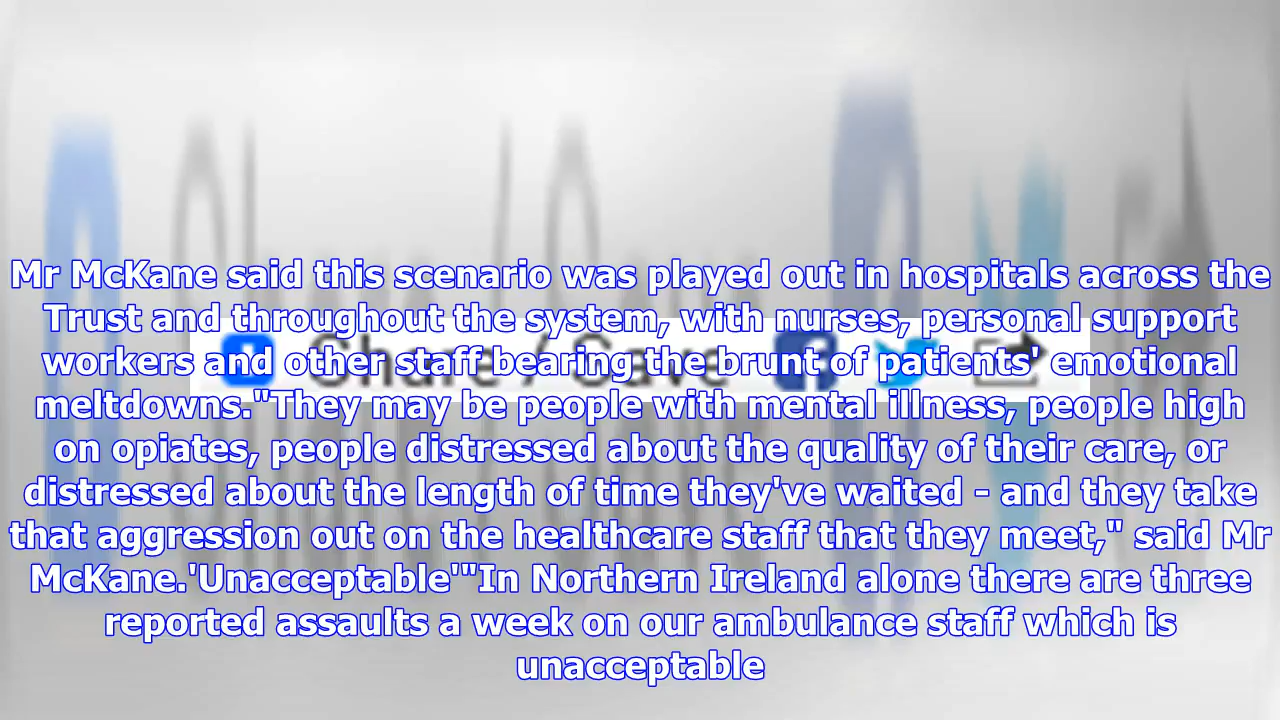 Mr McKane said this scenario was played out in hospitals across the
Trust and throughout the system, with nurses, personal support
workers and other staff bearing the brunt of patients' emotional
meltdowns."They may be people with mental illness, people high
on opiates, people distressed about the quality of their care, or
distressed about the length of time they've waited - and they take
that aggression out on the healthcare staff that they meet," said Mr
McKane.'Unacceptable'"In Northern Ireland alone there are three
reported assaults a week on our ambulance staff which is
unacceptable
Share / Save